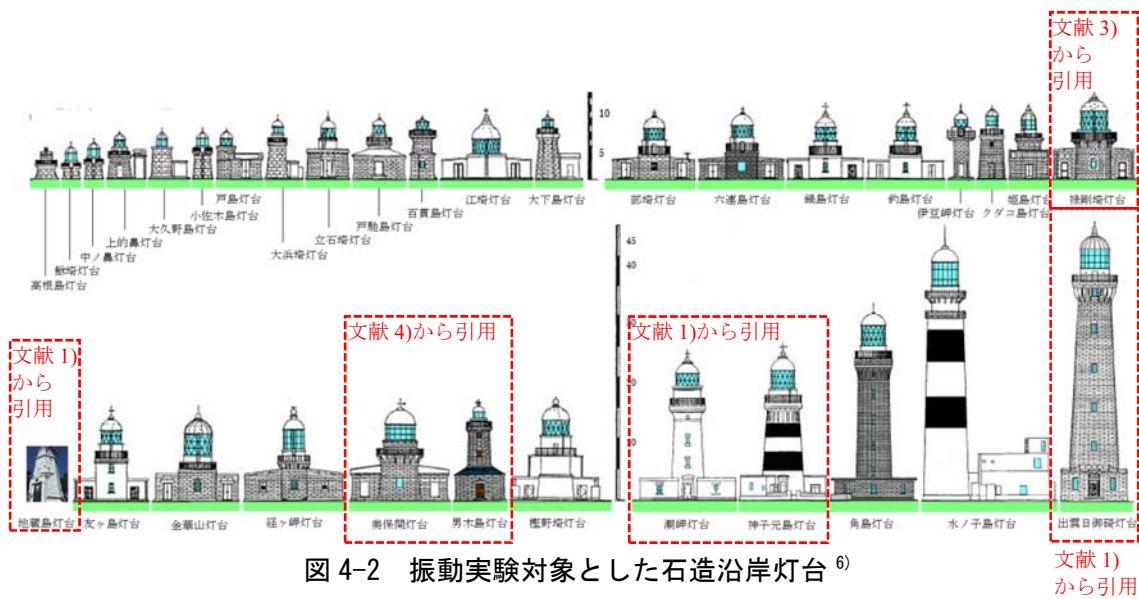 文献 3)
から
引用
10
5
戸島灯台
小佐木島灯台
大久野島灯台
上的鼻灯台
中ノ鼻灯台
鮴埼灯台
高根島灯台
大浜埼灯台
立石埼灯台
戸馳島灯台
百貫島灯台
江埼灯台
大下島灯台
部埼灯台
六連島灯台
鍋島灯台
釣島灯台
伊豆岬灯台
クダコ島灯台
姫島灯台
禄剛埼灯台
45
40
文献 1)
から
引用
文献 4)から引用
文献 1)から引用
地蔵島灯台
友ヶ島灯台
金華山灯台
経ヶ岬灯台
美保関灯台
男木島灯台
樫野埼灯台
潮岬灯台
神子元島灯台
角島灯台
水ノ子島灯台
出雲日御碕灯台
文献 1)
から引用
図 4-2 振動実験対象とした石造沿岸灯台 6)